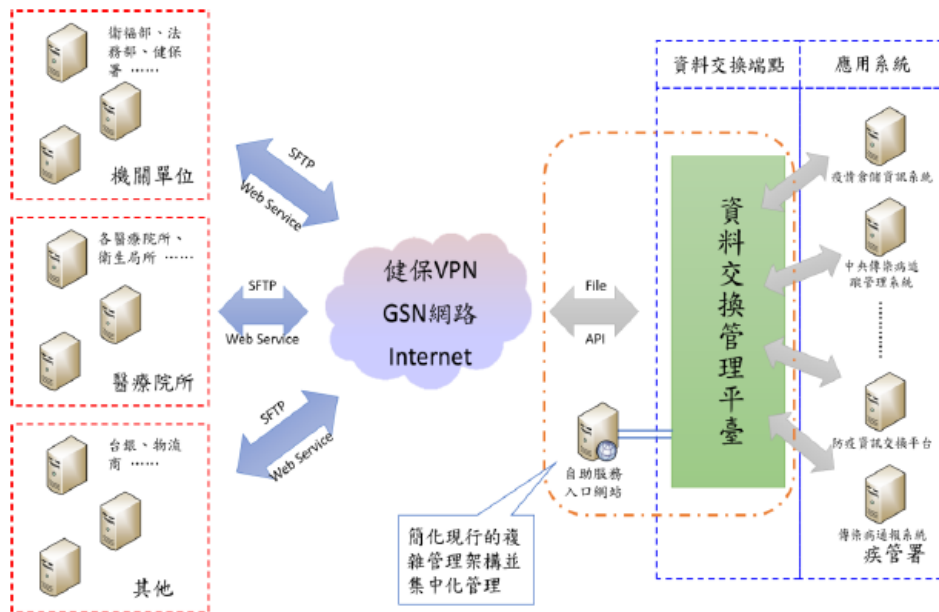 衛福部、法
務部、健保
署 ……
機關單位
各醫療院所、
衛生局所 ……
醫療院所
台銀、物流
商 ……
其他
SFTP
Web Service
SFTP
Web Service
SFTP
Web Service
健保VPN
GSN網路
Internet
File
API
自助服務
入口網站
簡化現行的複
雜管理架構並
集中化管理
資料交換端點
資料交換管理平臺
應用系統
疫情倉儲資訊系統
中央傳染病追
蹤管理系統
………
防疫資訊交換平台
傳染病通報系統
疾管署